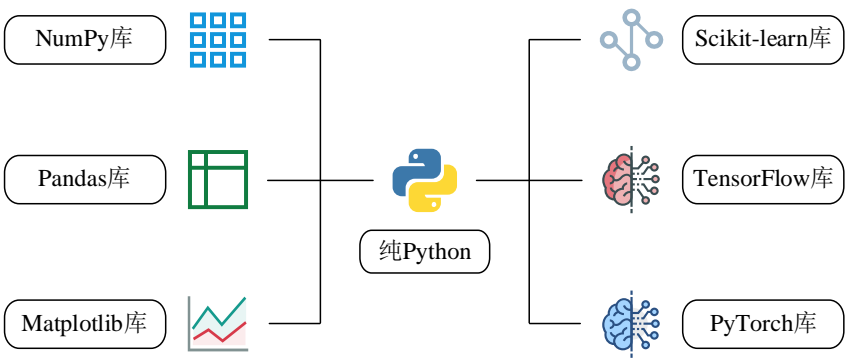 NumPy库
Scikit-learn库
Pandas库
TensorFlow库
纯Python
Matplotlib库
PyTorch库